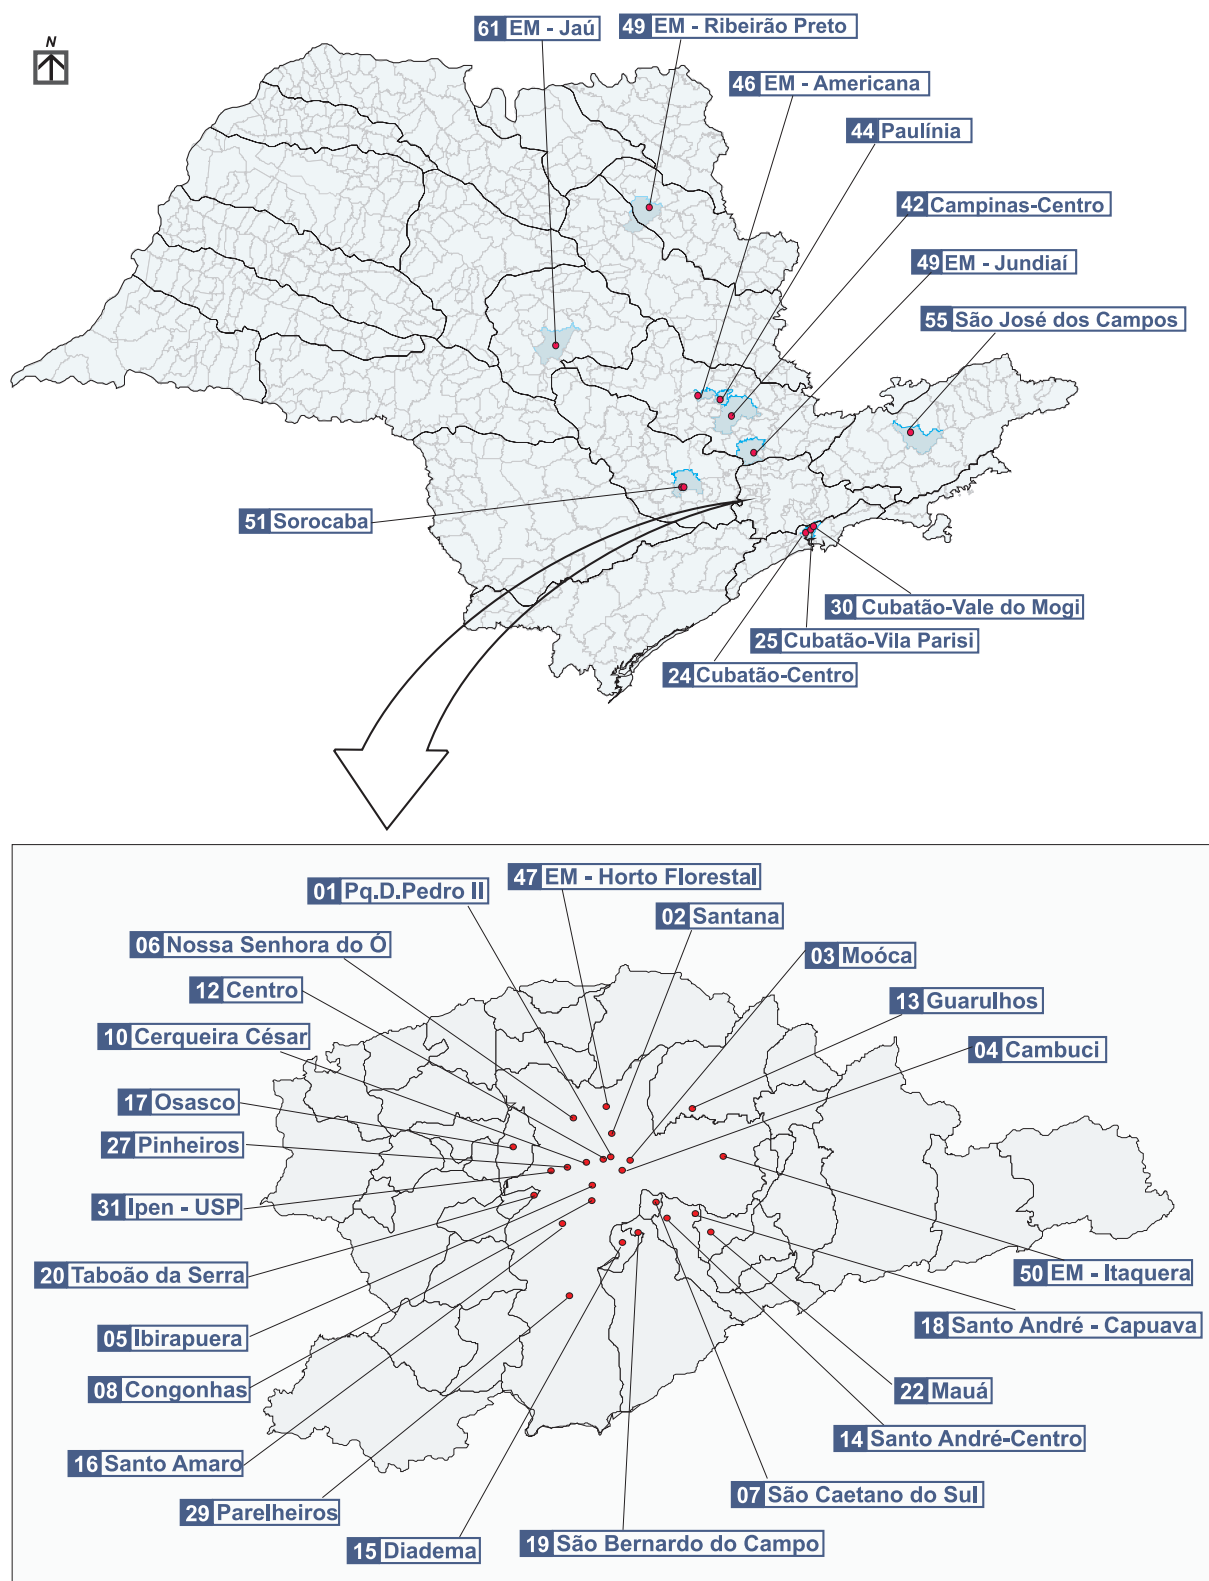 61 EM - Jaú
49 EM - Ribeirão Preto
N
46 EM - Americana
44 Paulínia
42 Campinas-Centro
49 EM - Jundiaí
55 São José dos Campos
51 Sorocaba
30 Cubatão-Vale do Mogi
25 Cubatão-Vila Parisi
24 Cubatão-Centro
47 EM - Horto Florestal
01 Pq.D.Pedro II
02 Santana
06 Nossa Senhora do Ó
03 Moóca
12 Centro
13 Guarulhos
10 Cerqueira César
04 Cambuci
17 Osasco
27 Pinheiros
31 Ipen - USP
20 Taboão da Serra
50 EM - Itaquera
18 Santo André - Capuava
05 Ibirapuera
08 Congonhas
22 Mauá
14 Santo André-Centro
16 Santo Amaro
07 São Caetano do Sul
29 Parelheiros
19 São Bernardo do Campo
15 Diadema